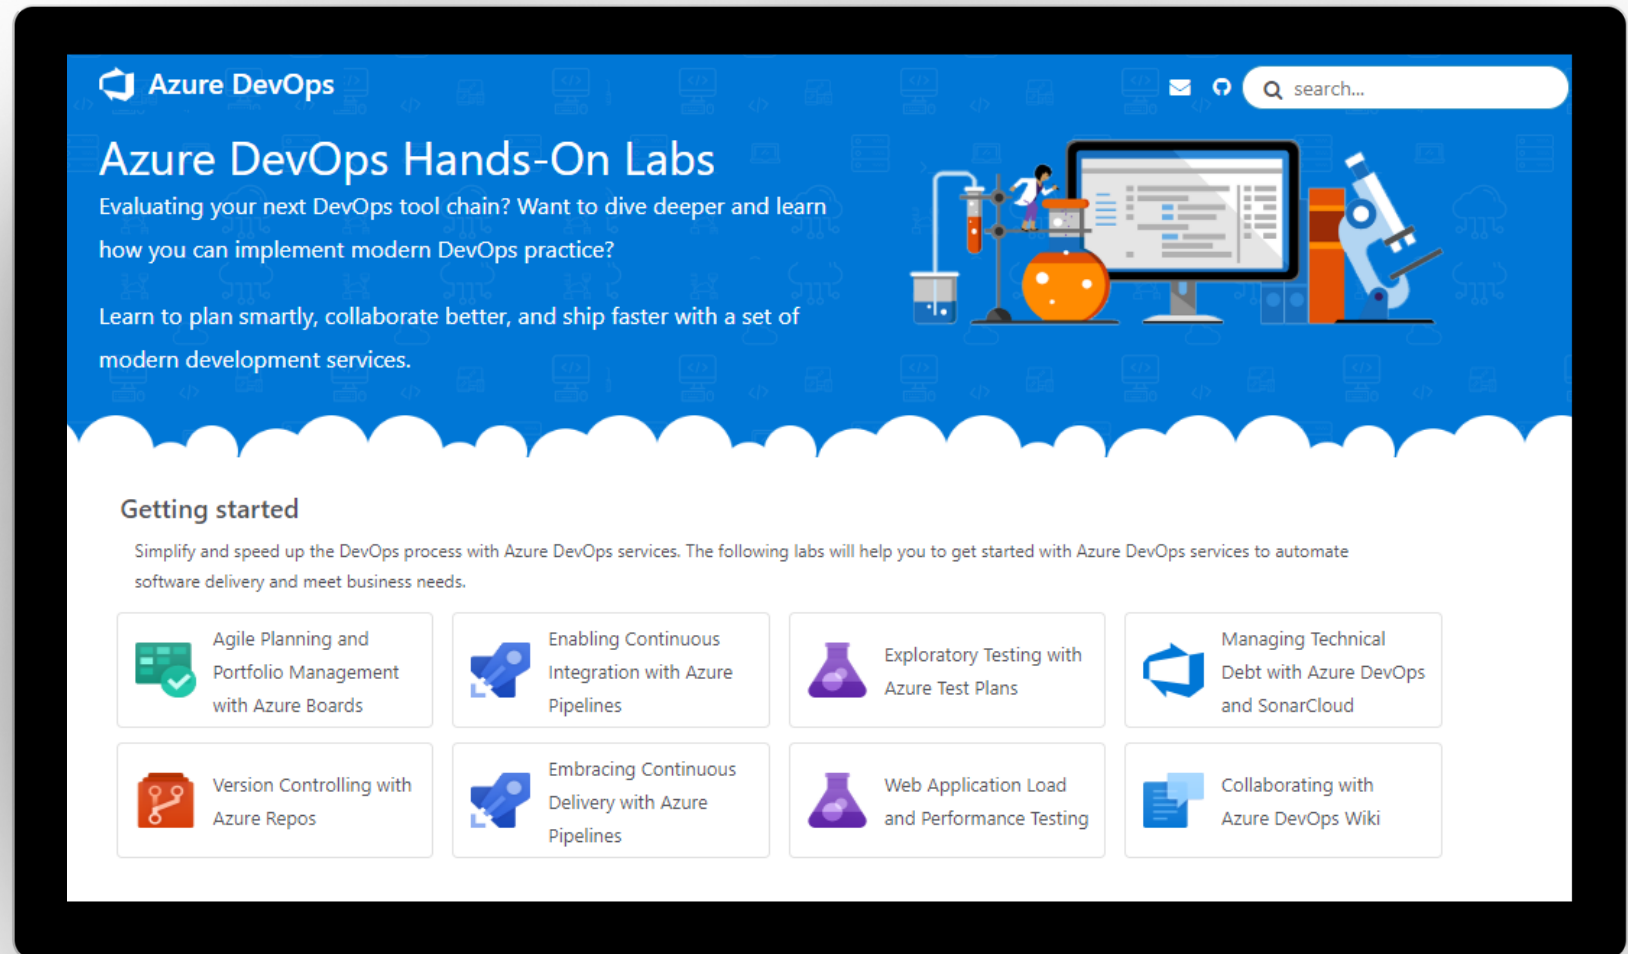 Azure DevOps
search...
Azure DevOps Hands-On Labs
Evaluating your next DevOps tool chain? Want to dive deeper and learn
how you can implement modern DevOps practice?
Learn to plan smartly, collaborate better, and ship faster with a set of
modern development services.
Getting started
Simplify and speed up the DevOps process with Azure DevOps services. The following labs will help you to get started with Azure DevOps services to automate
software delivery and meet business needs.
Agile Planning and
Portfolio Management
with Azure Boards
Enabling Continuous
Integration with Azure
Pipelines
Exploratory Testing with
Azure Test Plans
Managing Technical
Debt with Azure DevOps
and SonarCloud
Version Controlling with
Azure Repos
Embracing Continuous
Delivery with Azure
Pipelines
Web Application Load
and Performance Testing
Collaborating with
Azure DevOps Wiki